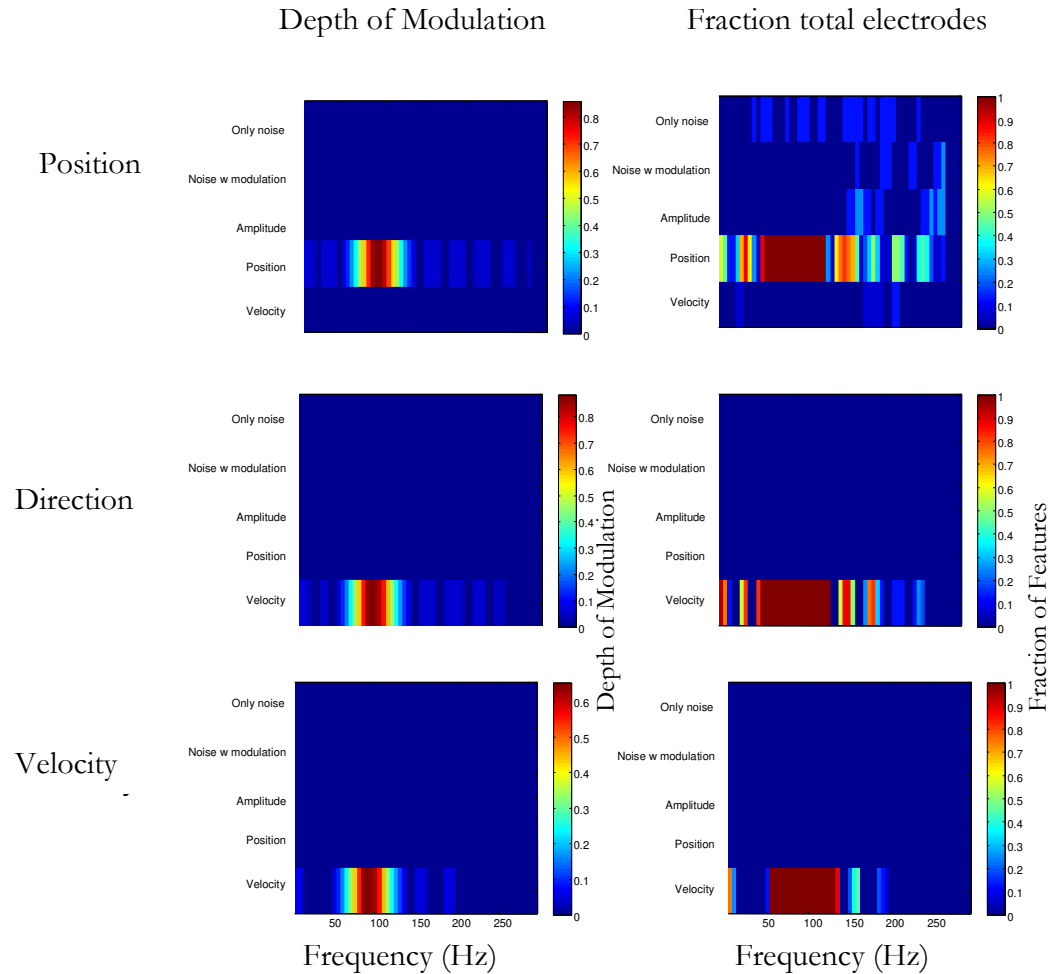 Depth of Modulation
Fraction total electrodes
Position
Only noise
Noise w modulation
Amplitude
Position
Velocity
0.8
0.7
0.6
0.5
0.4
0.3
0.2
0.1
0
Only noise
Noise w modulation
Amplitude
Position
Velocity
1
0.9
0.8
0.7
0.6
0.5
0.4
0.3
0.2
0.1
0
Direction
Only noise
Noise w modulation
Amplitude
Position
Velocity
0.8
0.7
0.6
0.5
0.4
0.3
0.2
0.1
0
Depth of Modulation
Only noise
Noise w modulation
Amplitude
Position
Velocity
1
0.9
0.8
0.7
0.6
0.5
0.4
0.3
0.2
0.1
0
Fraction of Features
Velocity
Only noise
Noise w modulation
Amplitude
Position
Velocity
50 100 150 200 250
0.6
0.5
0.4
0.3
0.2
0.1
0
Frequency (Hz)
Only noise
Noise w modulation
Amplitude
Position
Velocity
50 100 150 200 250
1
0.9
0.8
0.7
0.6
0.5
0.4
0.3
0.2
0.1
0
Frequency (Hz)